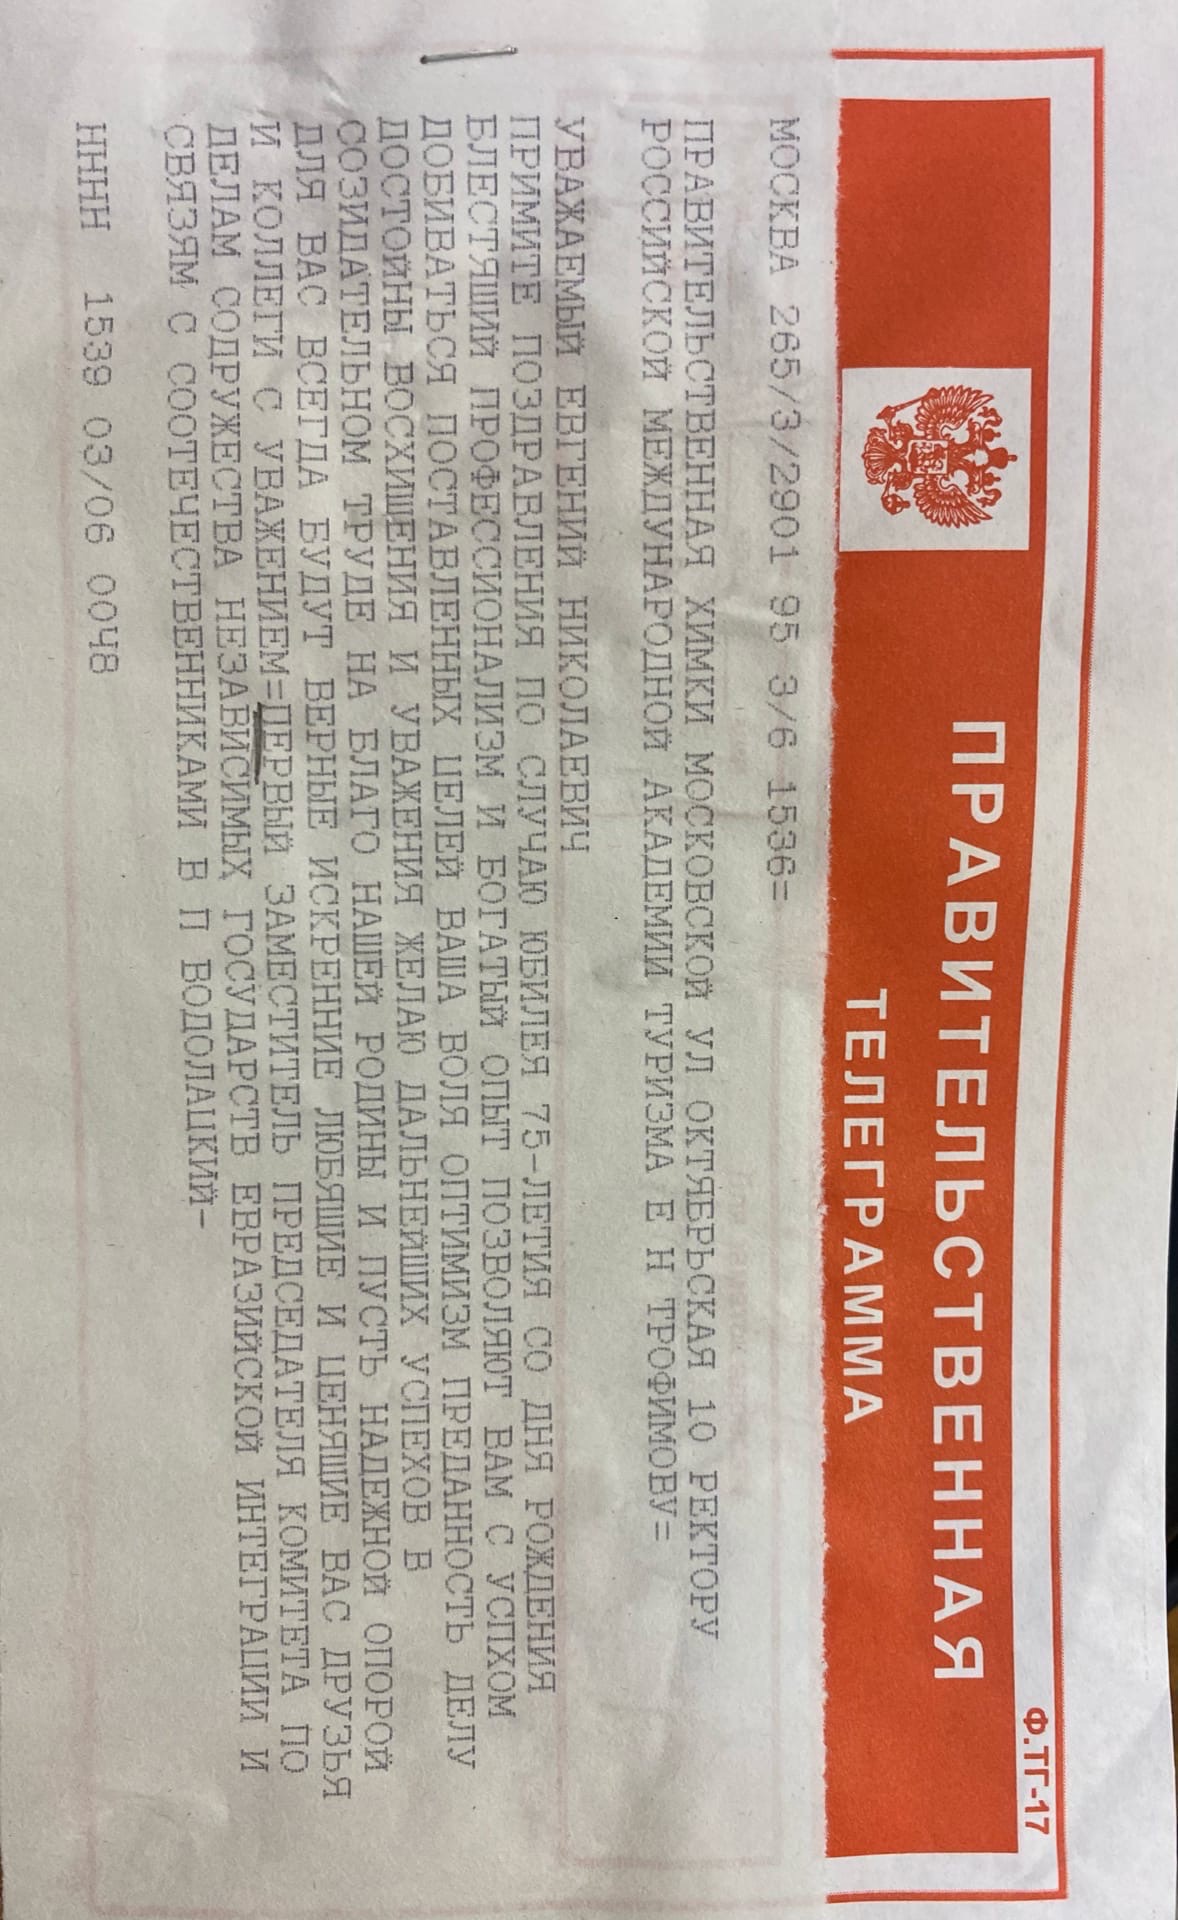 Ф.ТГ-17
ПРАВИТЕЛЬСТВЕННАЯ
ТЕЛЕГРАММА
МОСКВА 265/3/2901 95 3/6 1536=
ПРАВИТЕЛЬСТВЕННАЯ ХИМКИ МОСКОВСКОЙ УЛ ОКТЯБРЬСКАЯ 10 РЕКТОРУ
РОССИЙСКОЙ МЕЖДУНАРОДНОЙ АКАДЕМИИ ТУРИЗМА Е Н ТРОФИМОВУ=
УВАЖАЕМЫЙ ЕВГЕНИЙ НИКОЛАЕВИЧ
ПРИМИТЕ ПОЗДРАВЛЕНИЯ ПО СЛУЧАЮ ЮБИЛЕЯ 75-ЛЕТИЯ СО ДНЯ РОЖДЕНИЯ
БЛЕСТЯЩИЙ ПРОФЕССИОНАЛИЗМ И БОГАТЫЙ ОПЫТ ПОЗВОЛЯЮТ ВАМ С УСПХОМ
ДОБИВАТЬСЯ ПОСТАВЛЕННЫХ ЦЕЛЕЙ ВАША ВОЛЯ ОПТИМИЗМ ПРЕДАННОСТЬ ДЕЛУ
ДОСТОЙНЫ ВОСХИЩЕНИЯ И УВАЖЕНИЯ ЖЕЛАЮ ДАЛЬНЕЙШИХ УСПЕХОВ В
СОЗИДАТЕЛЬНОМ ТРУДЕ НА БЛАГО НАШЕЙ РОДИНЫ И ПУСТЬ НАДЕЖНОЙ ОПОРОЙ
ДЛЯ ВАС ВСЕГДА БУДУТ ВЕРНЫЕ ИСКРЕННИЕ ЛЮБЯЩИЕ И ЦЕНЯЩИЕ ВАС ДРУЗЬЯ
И КОЛЛЕГИ С УВАЖЕНИЕМ=ПЕРВЫЙ ЗАМЕСТИТЕЛЬ ПРЕДСЕДАТЕЛЯ КОМИТЕТА ПО
ДЕЛАМ СОДРУЖЕСТВА НЕЗАВИСИМЫХ ГОСУДАРСТВ ЕВРАЗИЙСКОЙ ИНТЕГРАЦИИ И
СВЯЗЯМ С СООТЕЧЕСТВЕННИКАМИ В П ВОДОЛАЦКИЙ-
НННН 1539 03/06 0048